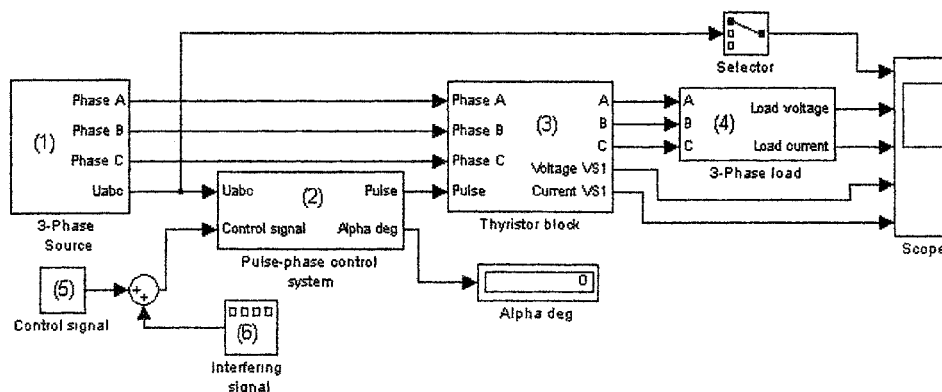 Selector
Phase A
Phase B
Phase C
Uabc
(1)
3-Phase
Source
Uabc
Control signal
(2)
Pulse
Alpha deg
Pulse-phase control
system
Phase A
Phase B
Phase C
Pulse
(3)
A
B
C
Voltage VS1
Current VS1
Thyristor block
A
B
C
(4)
Load voltage
Load current
3-Phase load
Scope
(5)
Control signal
+
+
(6)
Interfering
signal
0
Alpha deg